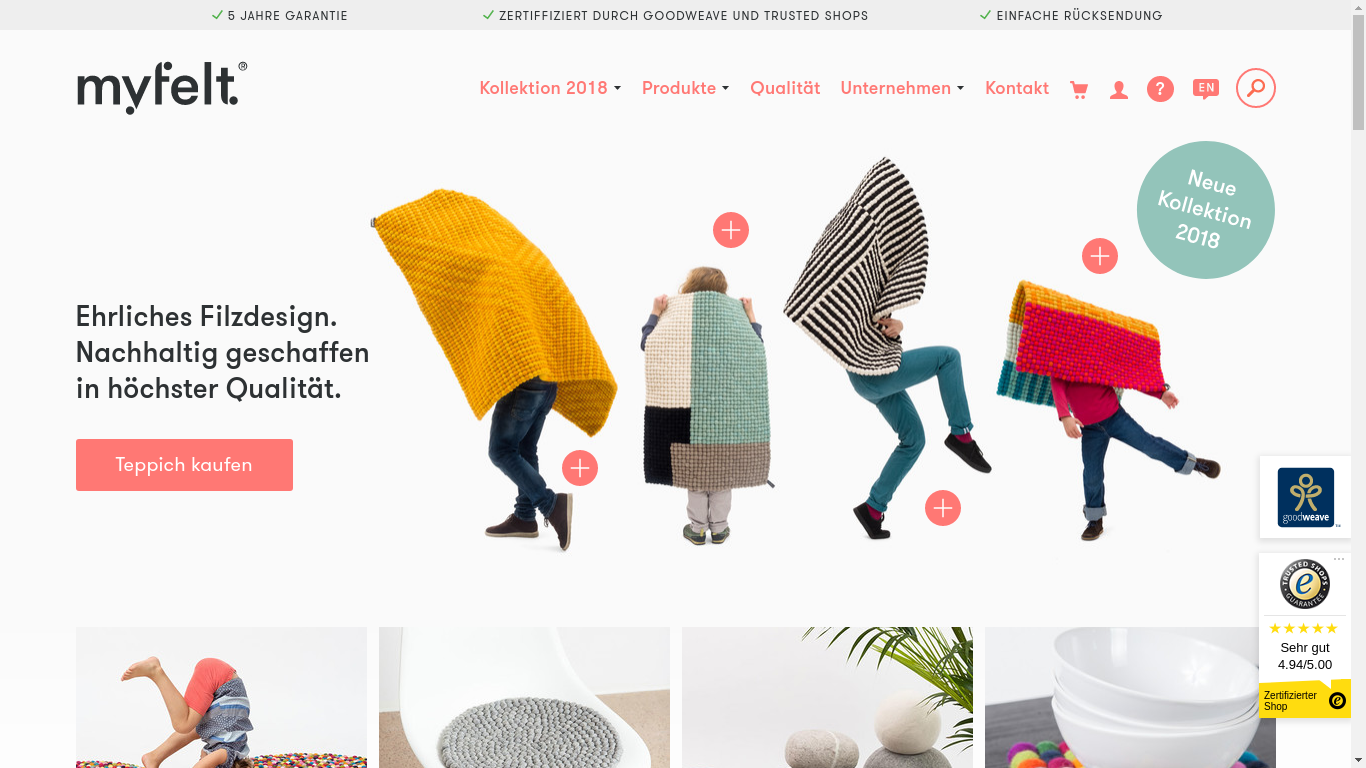 5 JAHRE GARANTIE
ZERTIFFIZIERT DURCH GOODWEAVE UND TRUSTED SHOPS
EINFACHE RÜCKSENDUNG
myfelt.®
Kollektion 2018
Produkte
Qualität
Unternehmen
Kontakt
?
EN
Neue
Kollektion
2018
Ehrliches Filzdesign.
Nachhaltig geschaffen
in höchster Qualität.
Teppich kaufen
goodweave
TRUSTED SHOPS
e
GUARANTEE
Sehr gut
4.94/5.00
Zertifizierter
Shop
e